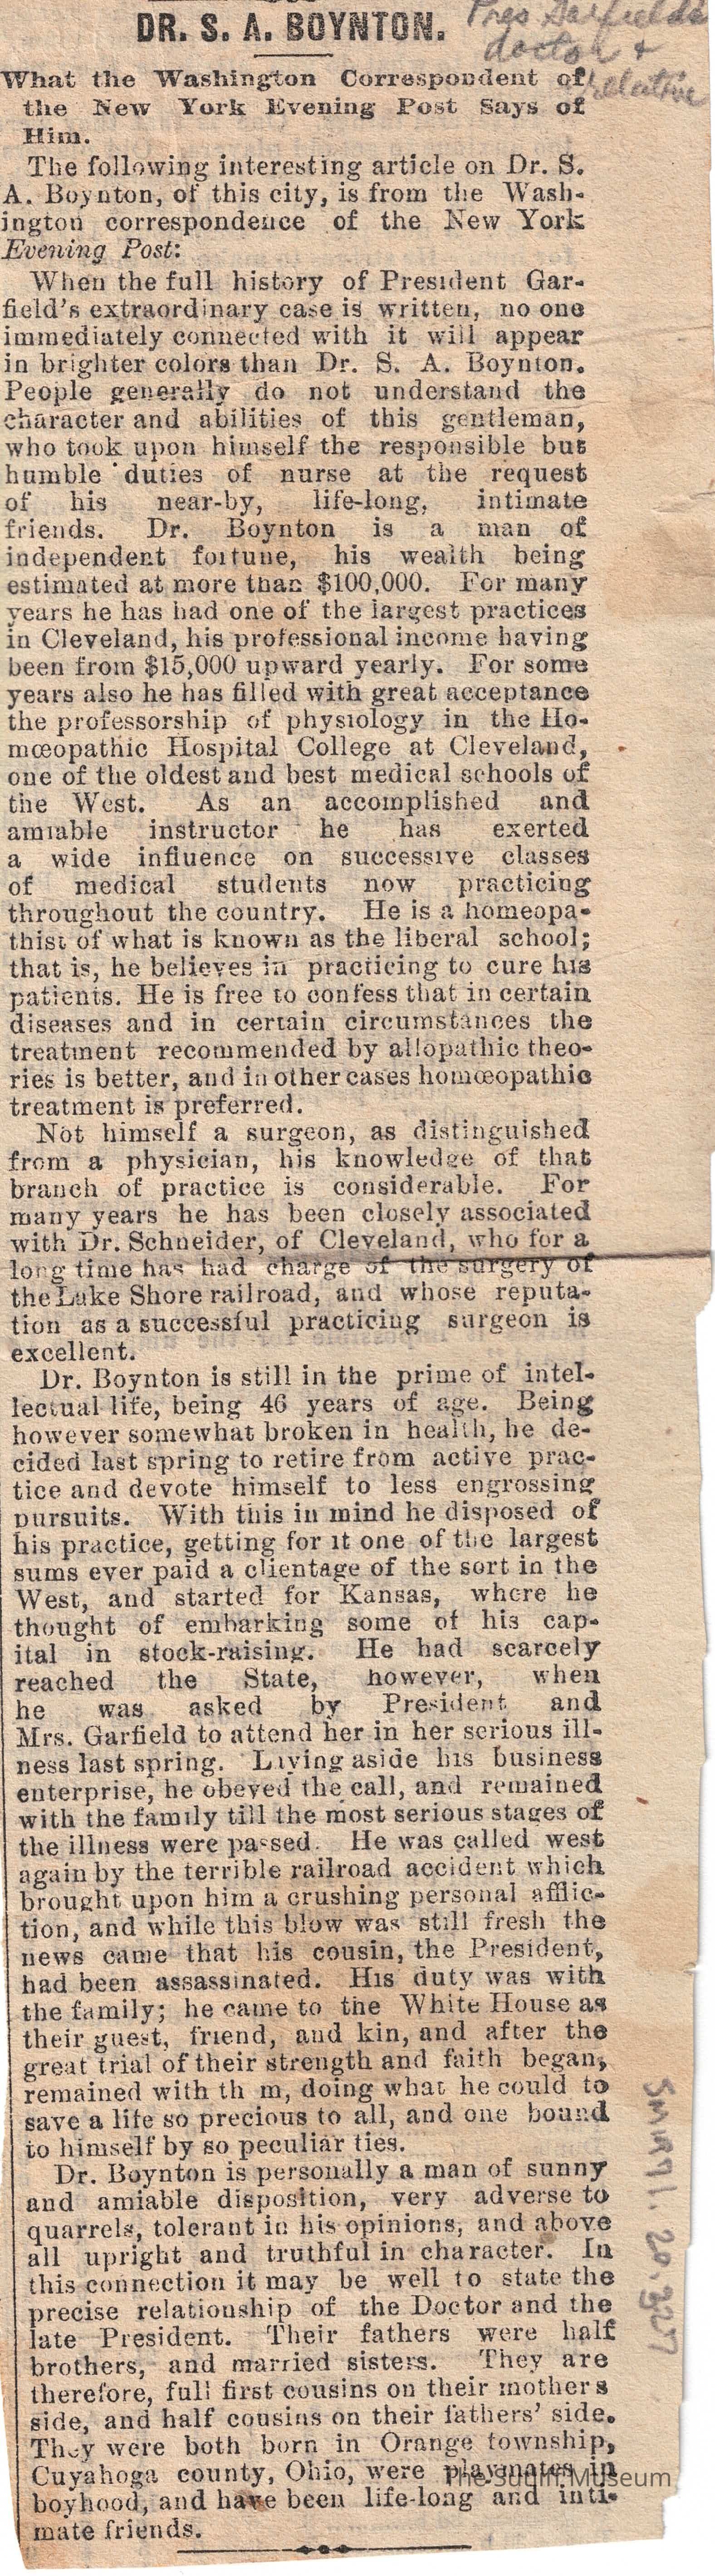 Pres Garfields
doctor +
relative
DR. S. A. BOYNTON.
What the Washington Correspondent of
the New York Evening Post Says of
Him.
The following interesting article on Dr. S.
A. Boynton, of this city, is from the Wash-
ington correspondence of the New York
Evening Post:
When the full history of President Gar-
field's extraordinary case is written, no one
immediately connected with it will appear
in brighter colors than Dr. S. A. Boynton.
People generally do not understand the
character and abilities of this gentleman,
who took upon himself the responsible but
humble duties of nurse at the request
of his near-by, life-long, intimate
friends. Dr. Boynton is a man of
independent fortune, his wealth being
estimated at more than $100,000. For many
years he has had one of the largest practices
in Cleveland, his professional income having
been from $15,000 upward yearly. For some
years also he has filled with great acceptance
the professorship of physiology in the Ho-
mœopathic Hospital College at Cleveland,
one of the oldest and best medical schools of
the West. As an accomplished and
amiable instructor he has exerted
a wide influence on successive classes
of medical students now practicing
throughout the country. He is a homeopa-
thist of what is known as the liberal school;
that is, he believes in practicing to cure his
patients. He is free to confess that in certain
diseases and in certain circumstances the
treatment recommended by allopathic theo-
ries is better, and in other cases homœopathic
treatment is preferred.
Not himself a surgeon, as distinguished
from a physician, his knowledge of that
branch of practice is considerable. For
many years he has been closely associated
with Dr. Schneider, of Cleveland, who for a
long time has had charge of the surgery of
the Lake Shore railroad, and whose reputa-
tion as a successful practicing surgeon is
excellent.
Dr. Boynton is still in the prime of intel-
lectual life, being 46 years of age. Being
however somewhat broken in health, he de-
cided last spring to retire from active prac-
tice and devote himself to less engrossing
pursuits. With this in mind he disposed of
his practice, getting for it one of the largest
sums ever paid a clientage of the sort in the
West, and started for Kansas, where he
thought of embarking some of his cap-
ital in stock-raising. He had scarcely
reached the State, however, when
he was asked by President and
Mrs. Garfield to attend her in her serious ill-
ness last spring. Laying aside his business
enterprise, he obeyed the call, and remained
with the family till the most serious stages of
the illness were passed. He was called west
again by the terrible railroad accident which
brought upon him a crushing personal afflic-
tion, and while this blow was still fresh the
news came that his cousin, the President,
had been assassinated. His duty was with
the family; he came to the White House as
their guest, friend, and kin, and after the
great trial of their strength and faith began,
remained with th m, doing what he could to
save a life so precious to all, and one bound
to himself by so peculiar ties.
Dr. Boynton is personally a man of sunny
and amiable disposition, very adverse to
quarrels, tolerant in his opinions, and above
all upright and truthful in character. In
this connection it may be well to state the
precise relationship of the Doctor and the
late President. Their fathers were half
brothers, and married sisters. They are
therefore, full first cousins on their mothers
side, and half cousins on their fathers' side.
They were both born in Orange township,
Cuyahoga county, Ohio, were playmates in
boyhood, and have been life-long and inti-
mate friends.
The Sutliff Museum